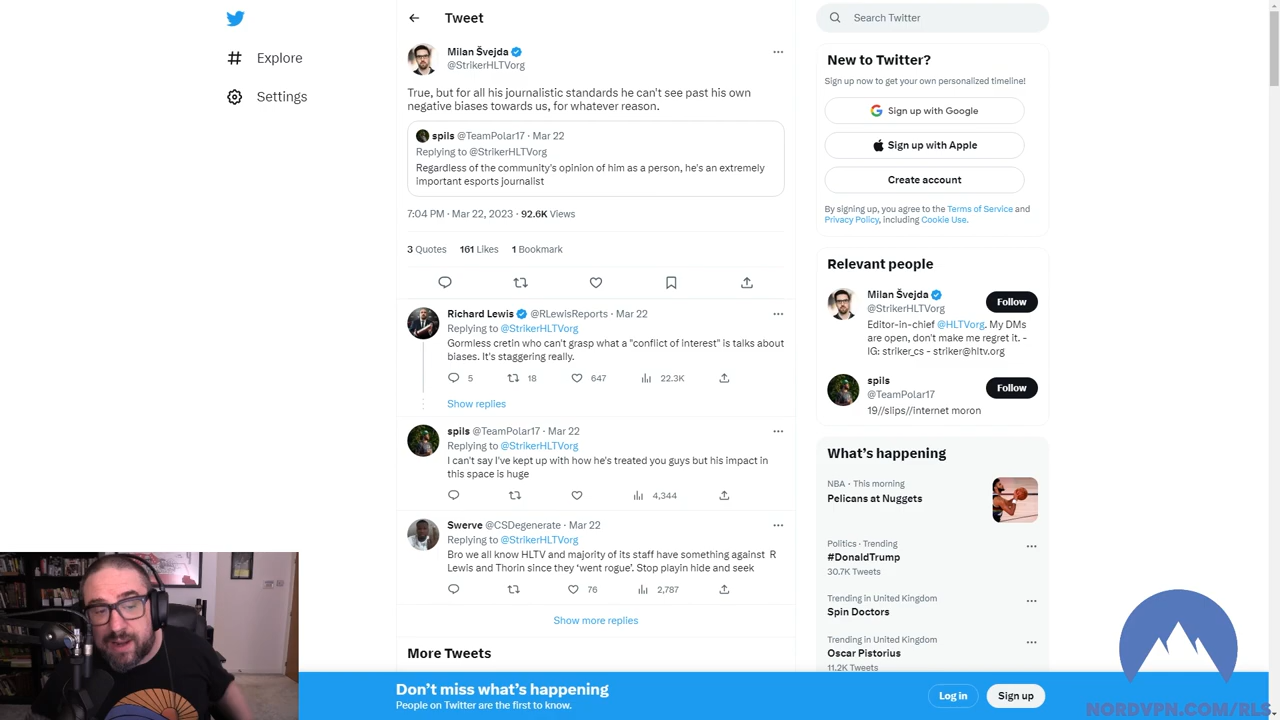 Explore
Settings
Tweet
Milan Švejda
@StrikerHLTVorg
True, but for all his journalistic standards he can't see past his own
negative biases towards us, for whatever reason.
spils @TeamPolar17 · Mar 22
Replying to @StrikerHLTVorg
Regardless of the community's opinion of him as a person, he's an extremely
important esports journalist
7:04 PM · Mar 22, 2023 · 92.6K Views
3 Quotes 161 Likes 1 Bookmark
Richard Lewis @RLewisReports · Mar 22
Replying to @StrikerHLTVorg
Gormless cretin who can't grasp what a "conflict of interest" is talks about
biases. It's staggering really.
5 18 647 22.3K
Show replies
spils @TeamPolar17 · Mar 22
Replying to @StrikerHLTVorg
I can't say I've kept up with how he's treated you guys but his impact in
this space is huge
4,344
Swerve @CSDegenerate · Mar 22
Replying to @StrikerHLTVorg
Bro we all know HLTV and majority of its staff have something against R
Lewis and Thorin since they ‘went rogue’. Stop playin hide and seek
76 2,787
Show more replies
More Tweets
Search Twitter
New to Twitter?
Sign up now to get your own personalized timeline!
Sign up with Google
Sign up with Apple
Create account
By signing up, you agree to the Terms of Service and
Privacy Policy, including Cookie Use.
Relevant people
Milan Švejda
@StrikerHLTVorg
Follow
Editor-in-chief @HLTVorg. My DMs
are open, don't make me regret it. -
IG: striker_cs - striker@hltv.org
spils
@TeamPolar17
Follow
19//slips//internet moron
What's happening
NBA · This morning
Pelicans at Nuggets
Politics · Trending
#DonaldTrump
30.7K Tweets
Trending in United Kingdom
Spin Doctors
Trending in United Kingdom
Oscar Pistorius
11.2K Tweets
Don't miss what's happening
People on Twitter are the first to know.
Log in
Sign up
NORDVPN.COM/RLS